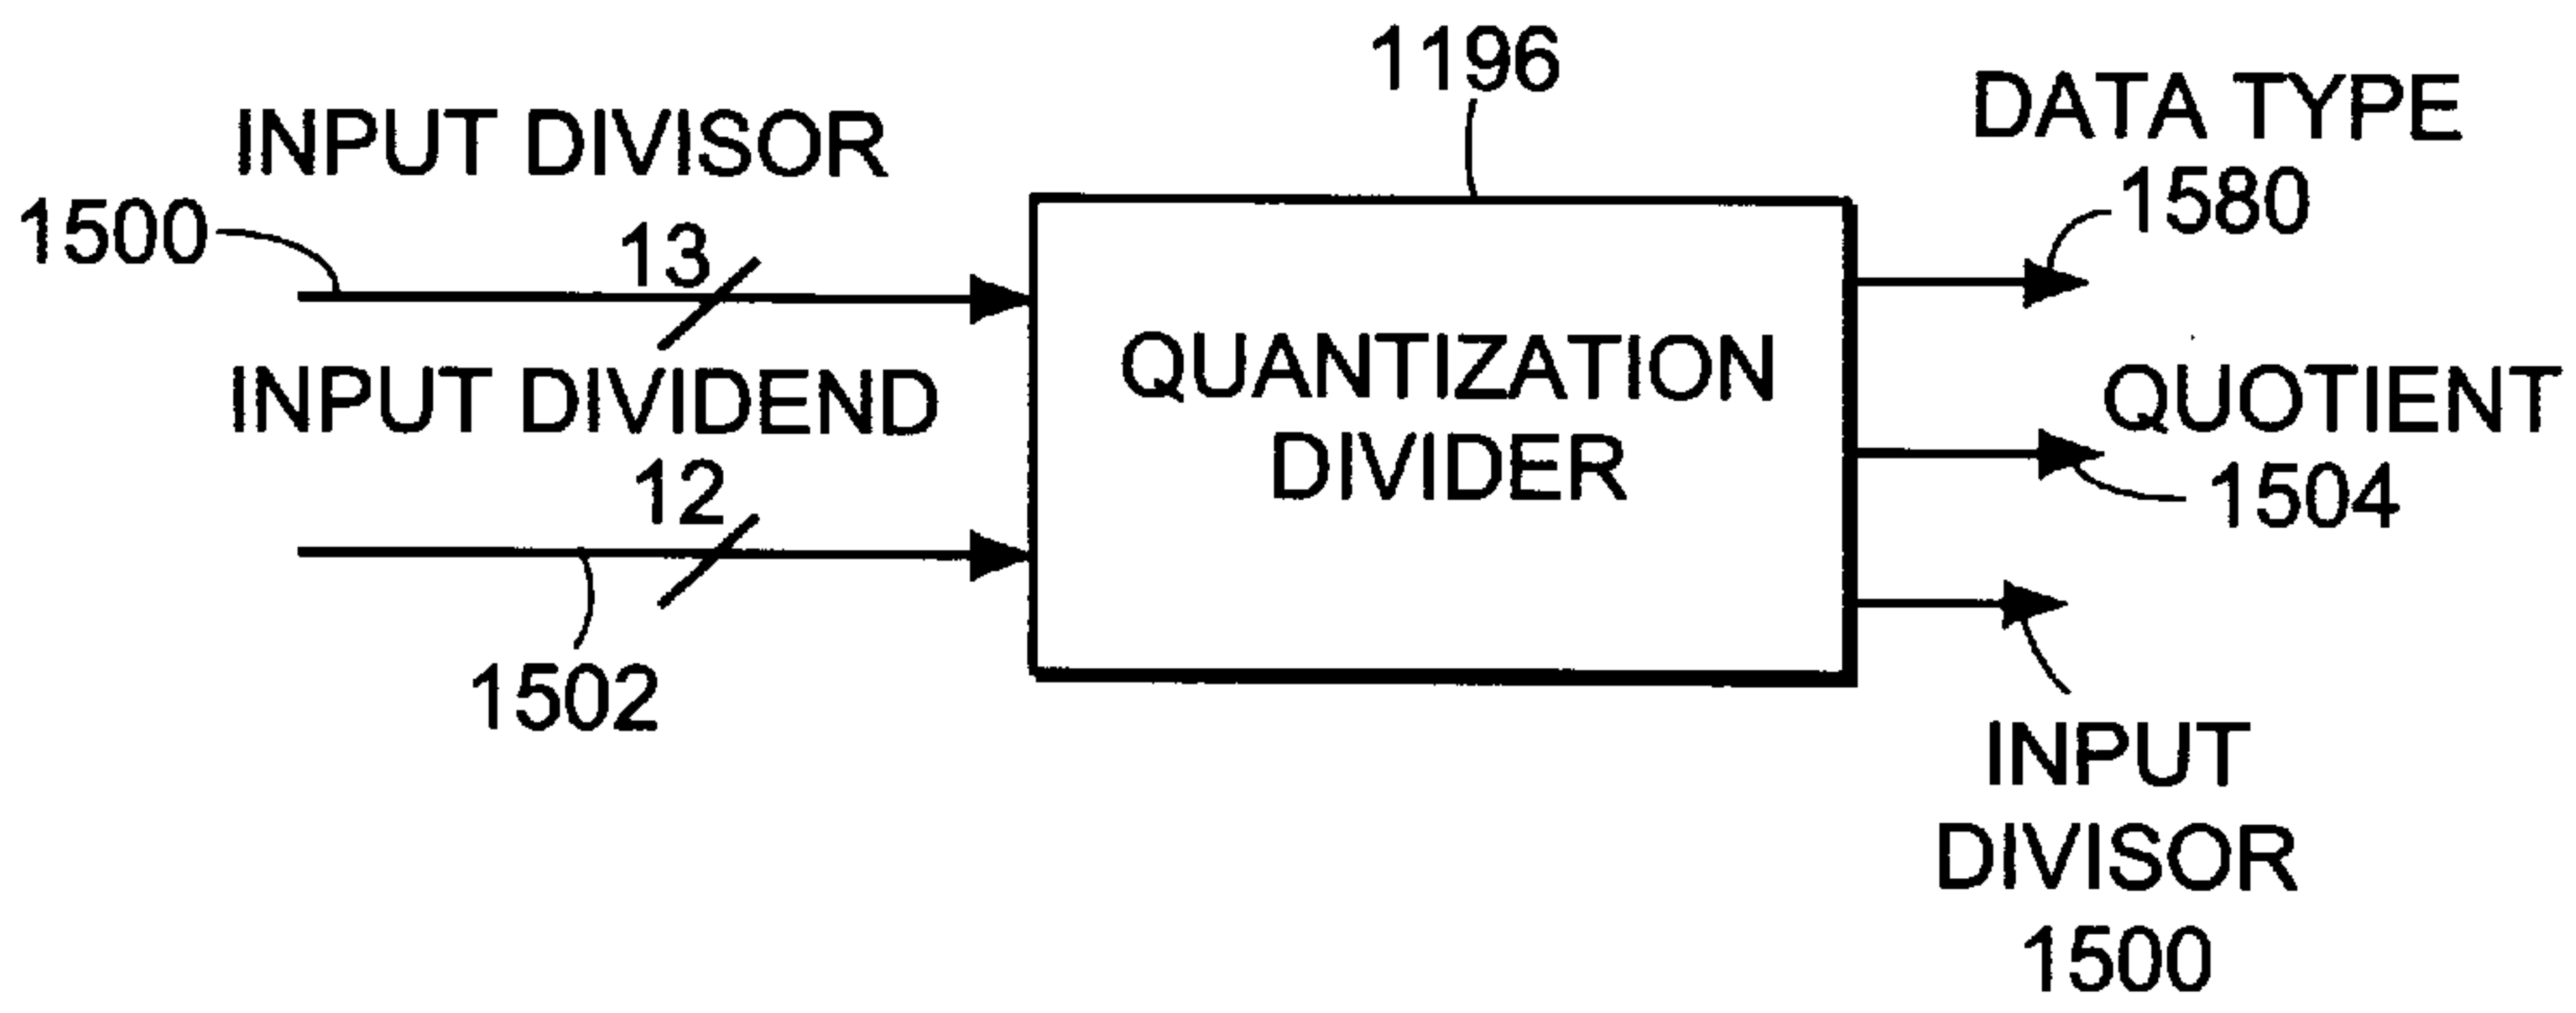 1196
DATA TYPE
1580
INPUT DIVISOR
1500
13
INPUT DIVIDEND
12
1502
QUANTIZATION
DIVIDER
QUOTIENT
1504
INPUT
DIVISOR
1500